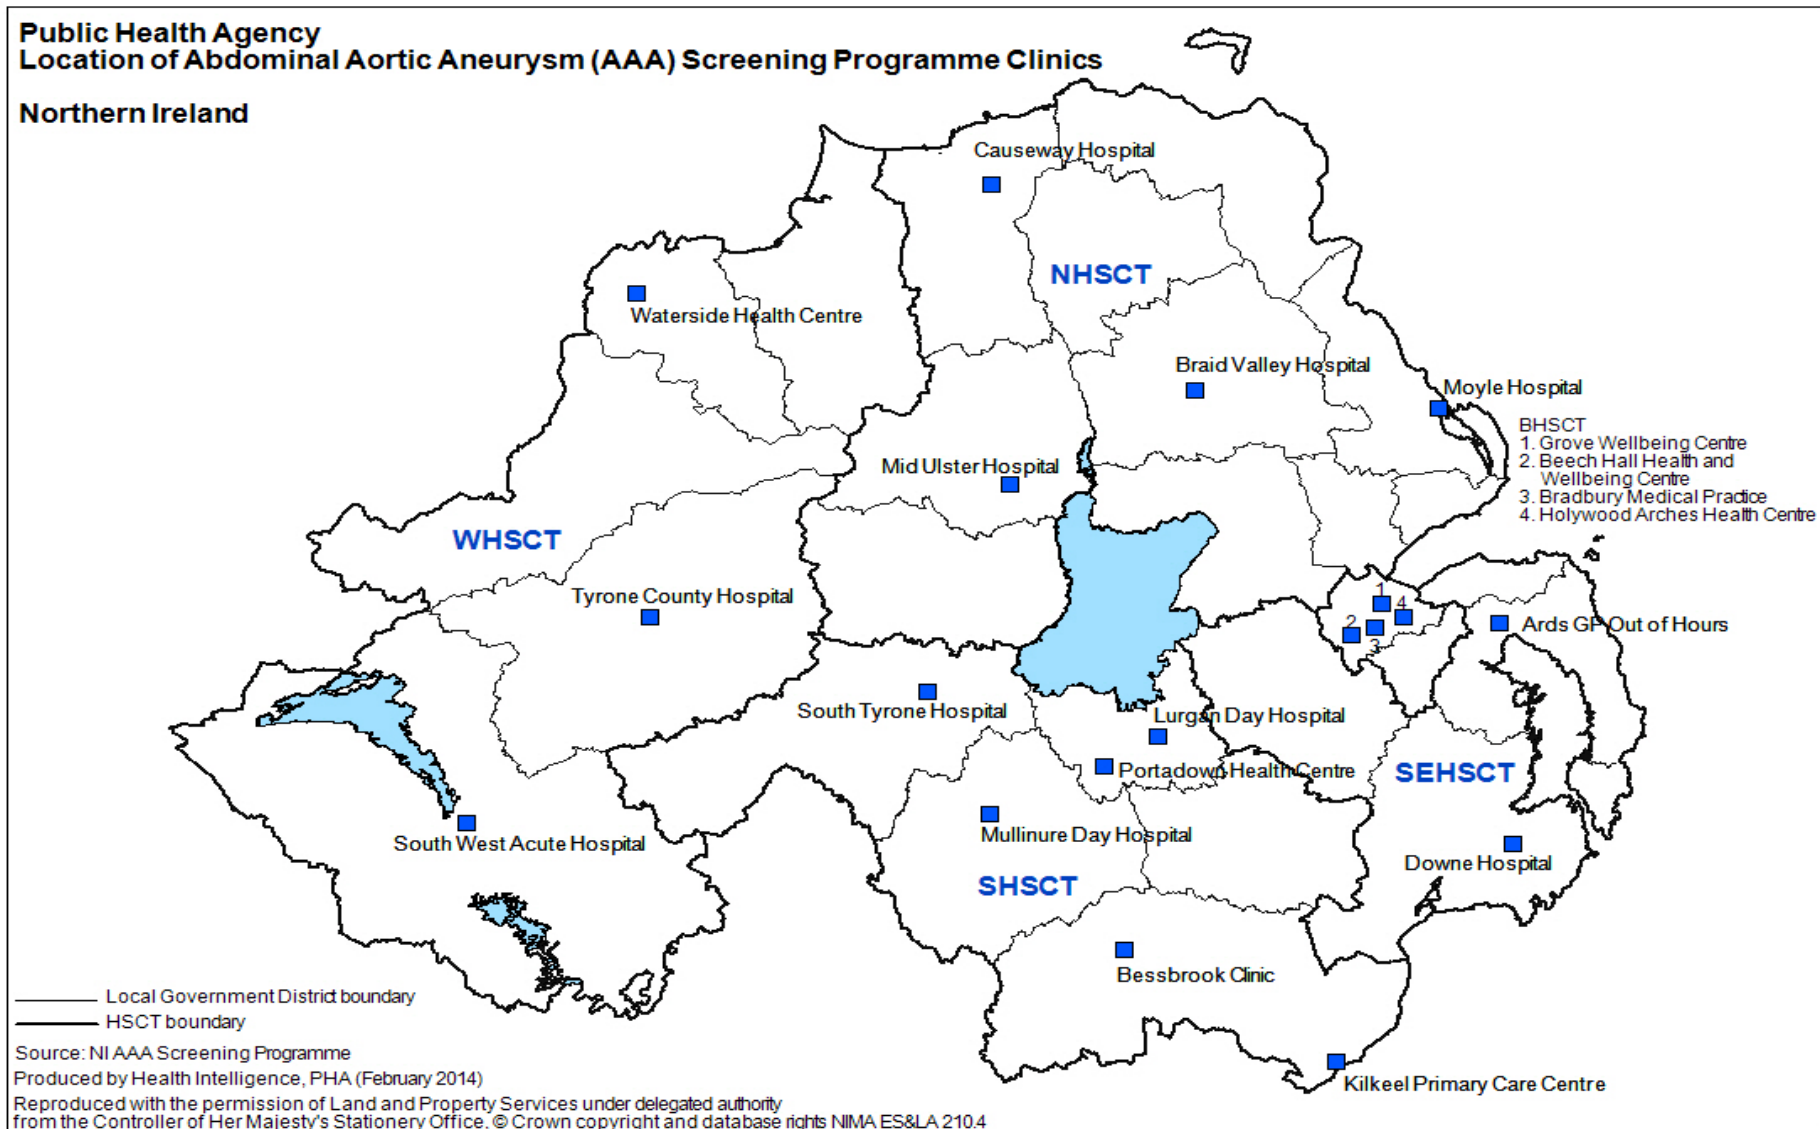 Public Health Agency
Location of Abdominal Aortic Aneurysm (AAA) Screening Programme Clinics
Northern Ireland
Causeway Hospital
NHSCT
Waterside Health Centre
Braid Valley Hospital
Moyle Hospital
BHSCT
1. Grove Wellbeing Centre
2. Beech Hall Health and
Wellbeing Centre
3. Bradbury Medical Practice
4. Holywood Arches Health Centre
Mid Ulster Hospital
WHSCT
Tyrone County Hospital
1
4
2
3
Ards GP Out of Hours
South Tyrone Hospital
Lurgan Day Hospital
Portadown Health Centre
SEHSCT
South West Acute Hospital
Mullinure Day Hospital
Downe Hospital
SHSCT
Bessbrook Clinic
Kilkeel Primary Care Centre
Local Government District boundary
HSCT boundary
Source: NI AAA Screening Programme
Produced by Health Intelligence, PHA (February 2014)
Reproduced with the permission of Land and Property Services under delegated authority
from the Controller of Her Majesty's Stationery Office, © Crown copyright and database rights NIMA ES&LA 210.4